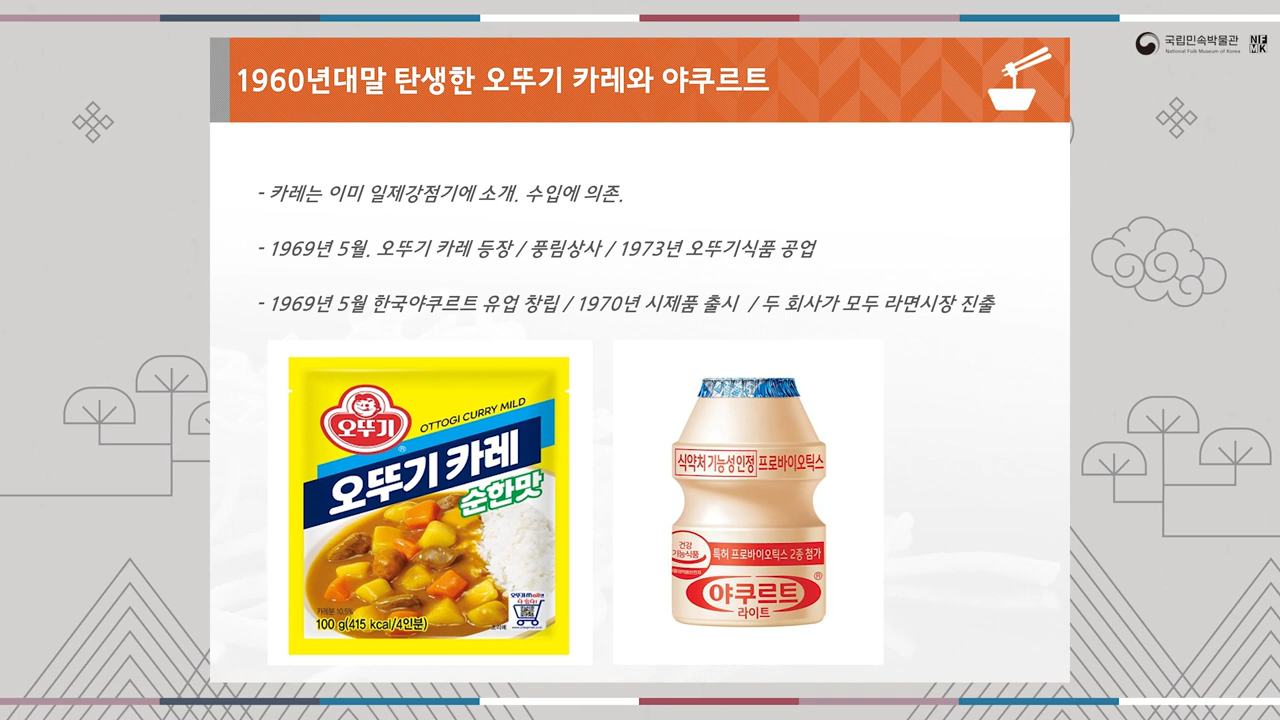 국립민속박물관
National Folk Museum of Korea
NF
MK
1960년대말 탄생한 오뚜기 카레와 야쿠르트
- 카레는 이미 일제강점기에 소개. 수입에 의존.
- 1969년 5월. 오뚜기 카레 등장 / 풍림상사 / 1973년 오뚜기식품 공업
- 1969년 5월 한국야쿠르트 유업 창립 / 1970년 시제품 출시 / 두 회사가 모두 라면시장 진출
오뚜기
®
OTTOGI CURRY MILD
오뚜기 카레
순한맛
카레분 10.5%
100 g(415 kcal/4인분)
식약처 기능성 인정 프로바이오틱스
건강
기능식품
특허 프로바이오틱스 2종 첨가
야쿠르트
®
라이트